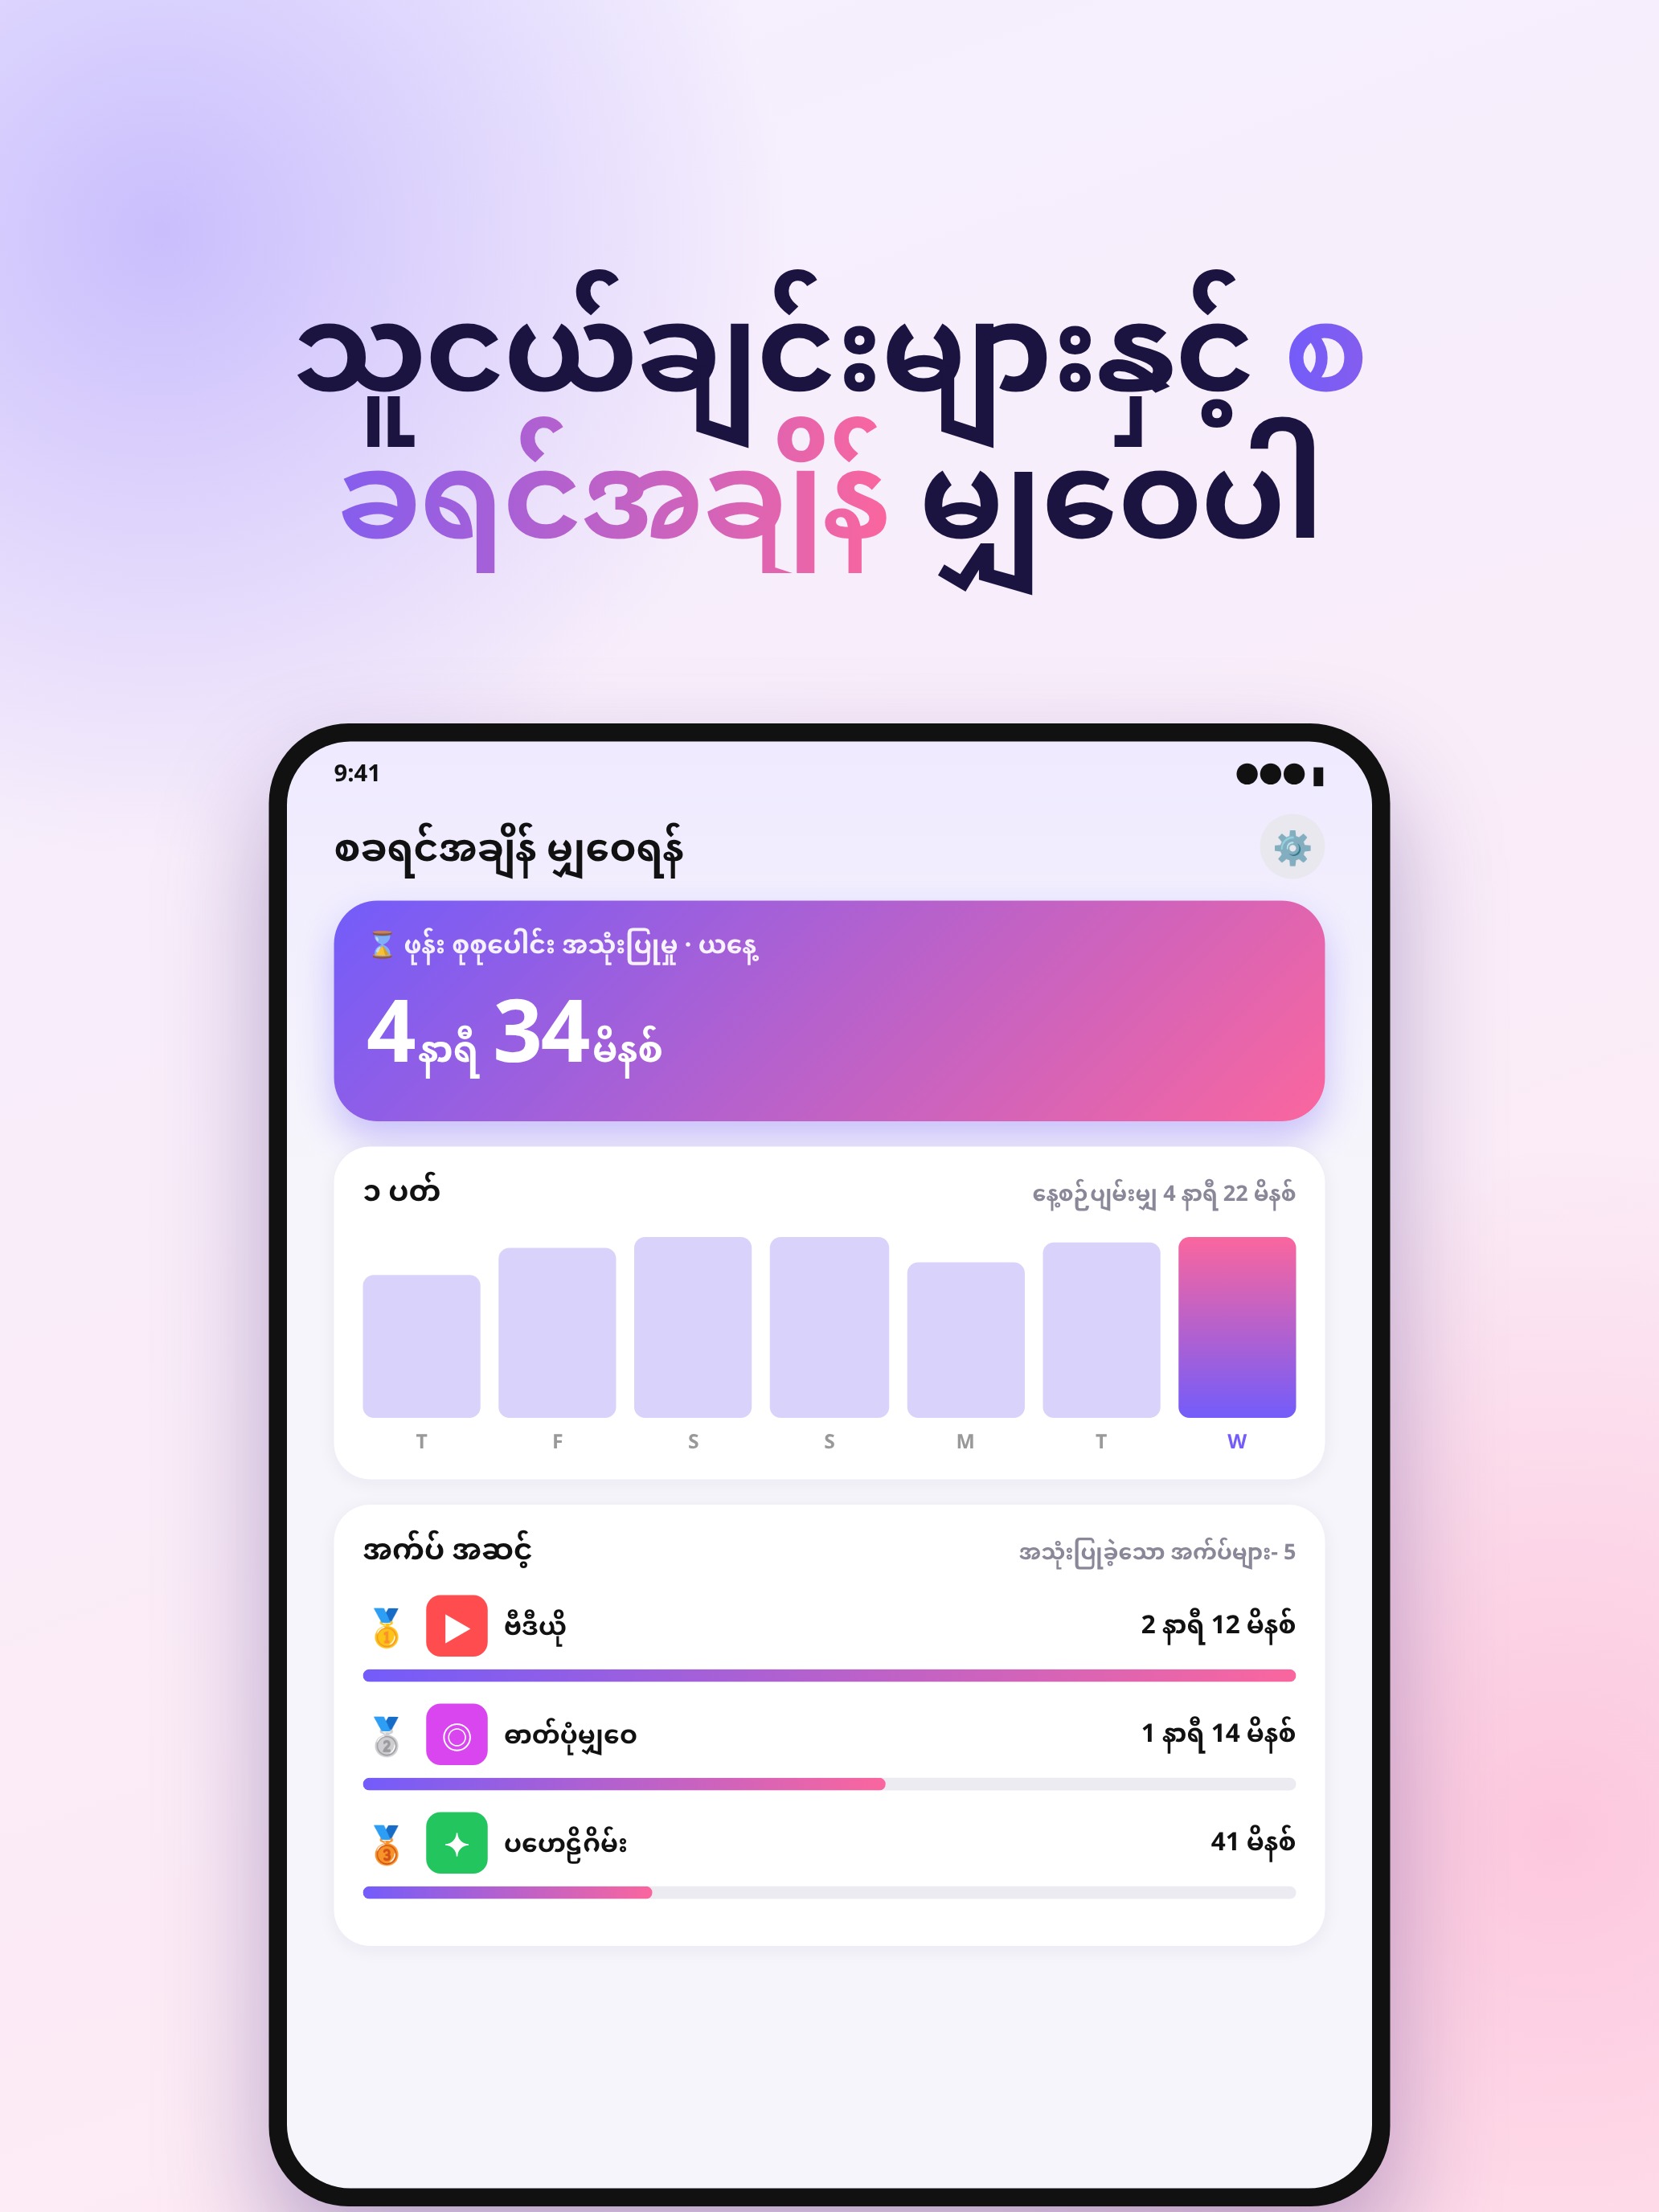 သူငယ်ချင်းများနှင့် စ
ခရင်အချိန် မျှဝေပါ
9:41
စခရင်အချိန် မျှဝေရန်
ဖုန်း စုစုပေါင်း အသုံးပြုမှု · ယနေ့
4နာရီ 34မိနစ်
၁ ပတ်
နေ့စဉ်ပျမ်းမျှ 4 နာရီ 22 မိနစ်
T F S S M T W
အက်ပ် အဆင့်
အသုံးပြုခဲ့သော အက်ပ်များ- 5
ဗီဒီယို
2 နာရီ 12 မိနစ်
ဓာတ်ပုံမျှဝေ
1 နာရီ 14 မိနစ်
ပဟေဠိဂိမ်း
41 မိနစ်